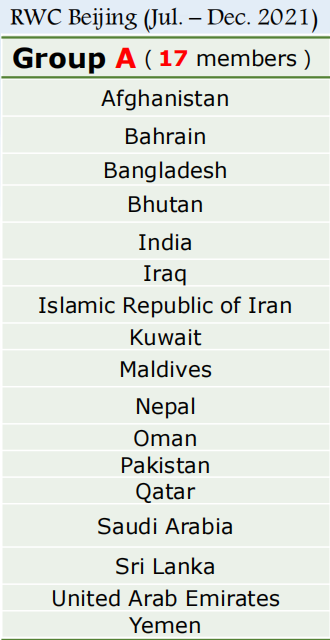 RWC Beijing (Jul. – Dec. 2021)
Group A ( 17 members )
Afghanistan
Bahrain
Bangladesh
Bhutan
India
Iraq
Islamic Republic of Iran
Kuwait
Maldives
Nepal
Oman
Pakistan
Qatar
Saudi Arabia
Sri Lanka
United Arab Emirates
Yemen